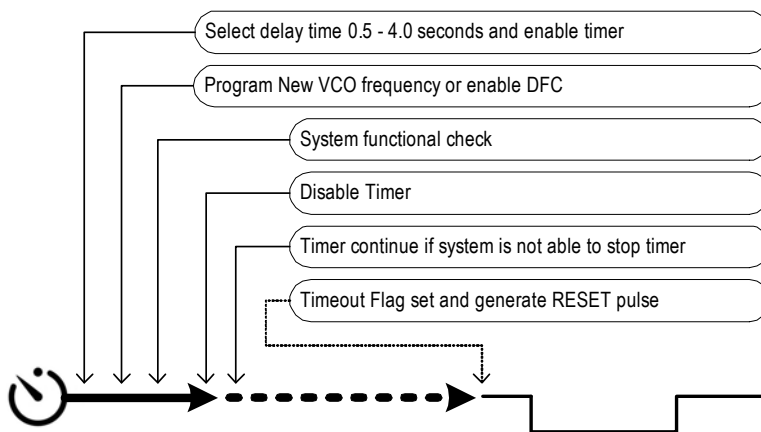 Select delay time 0.5 - 4.0 seconds and enable timer
Program New VCO frequency or enable DFC
System functional check
Disable Timer
Timer continue if system is not able to stop timer
Timeout Flag set and generate RESET pulse